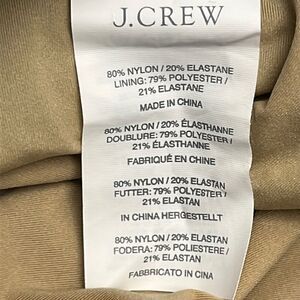 J.CREW
80% NYLON / 20% ELASTANE
LINING: 79% POLYESTER /
21% ELASTANE
MADE IN CHINA
80% NYLON / 20% ÉLASTHANNE
DOUBLURE: 79% POLYESTER /
21% ÉLASTHANNE
FABRIQUÉ EN CHINE
80% NYLON / 20% ELASTAN
FUTTER: 79% POLYESTER /
21% ELASTAN
IN CHINA HERGESTELLT
80% NYLON / 20% ELASTAN
FODERA: 79% POLIESTERE /
21% ELASTAN
FABBRICATO IN CINA